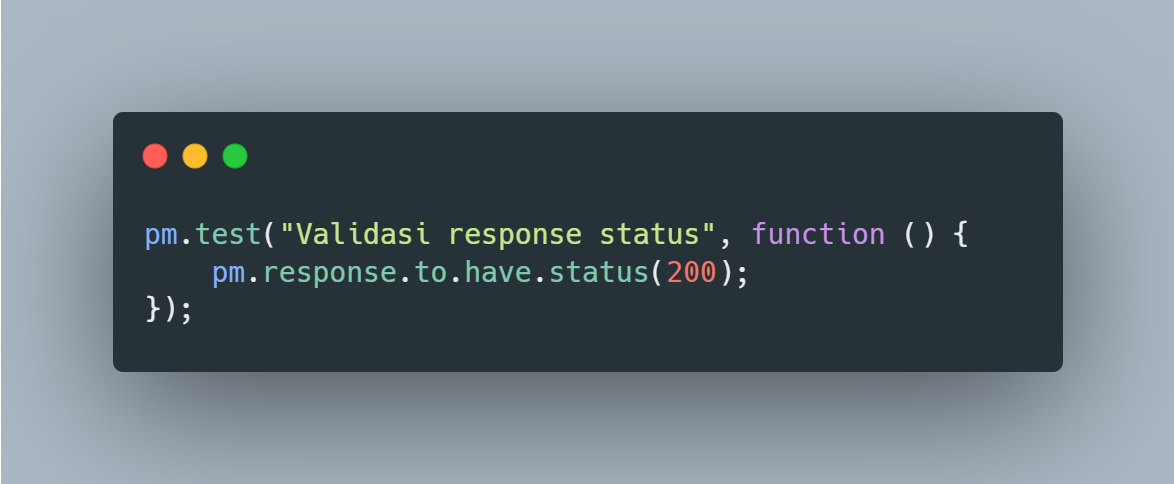 pm.test("Validasi response status", function () {
    pm.response.to.have.status(200);
});